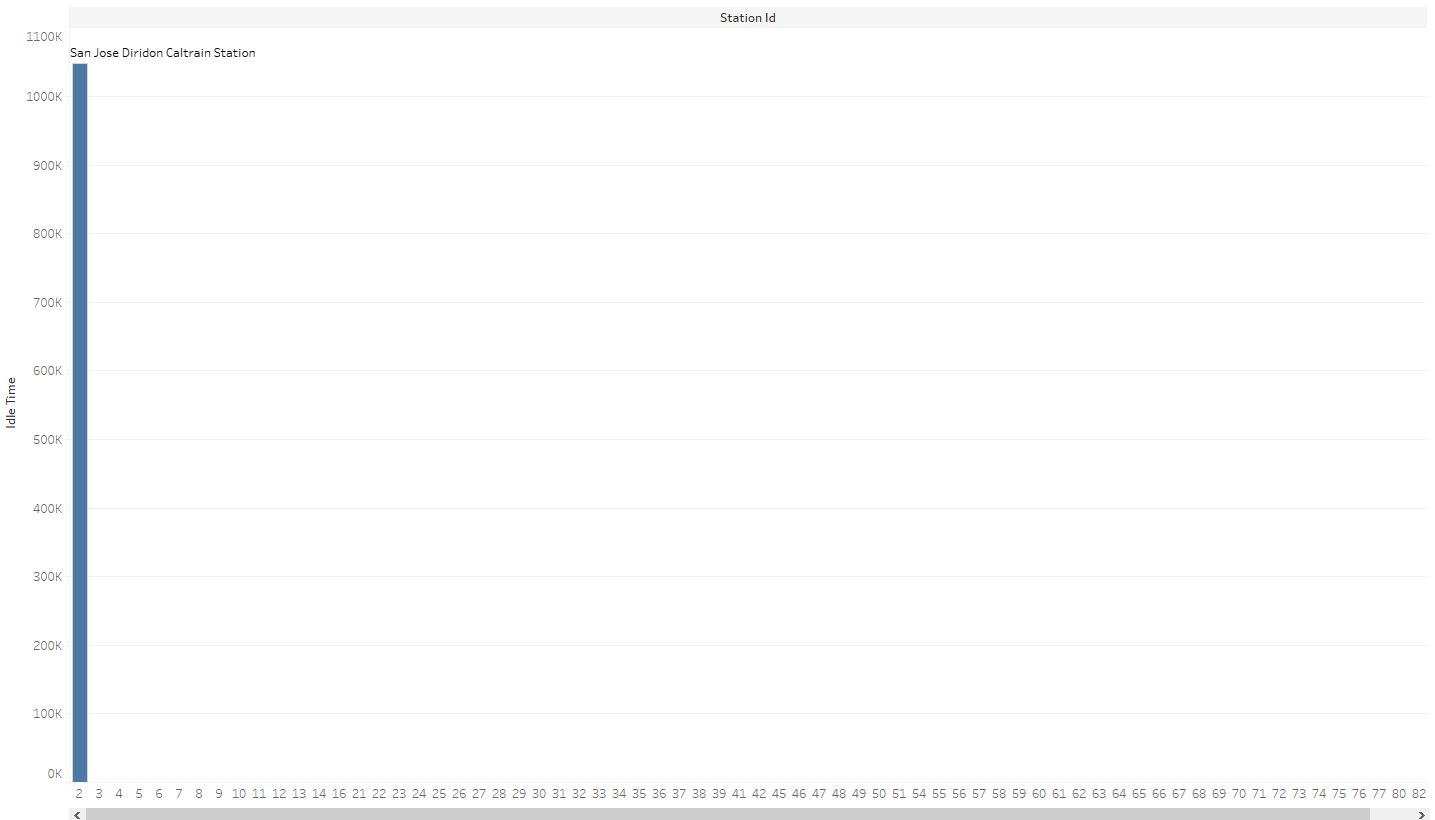 Station Id
1100K
San Jose Diridon Caltrain Station
1000K
900K
800K
700K
600K
Idle Time
500K
400K
300K
200K
100K
0K
2 3 4 5 6 7 8 9 10 11 12 13 14 16 21 22 23 24 25 26 27 28 29 30 31 32 33 34 35 36 37 38 39 41 42 45 46 47 48 49 50 51 54 55 56 57 58 59 60 61 62 63 64 65 66 67 68 69 70 71 72 73 74 75 76 77 80 82